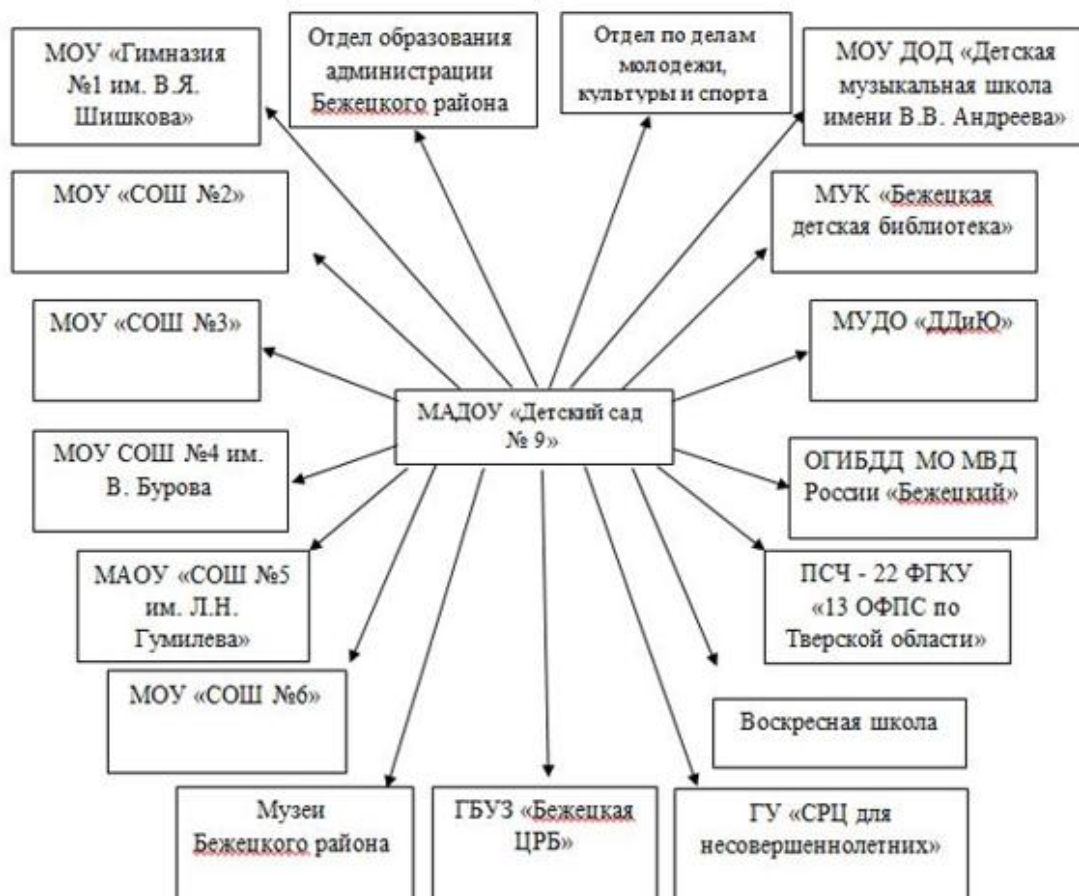 МОУ «Гимназия
№1 им. В.Я.
Шишкова»
Отдел образования
администрации
Бежецкого района
Отдел по делам
молодежи,
культуры и спорта
МОУ ДОД «Детская
музыкальная школа
имени В.В. Андреева»
МОУ «СОШ №2»
МУК «Бежецкая
детская библиотека»
МОУ «СОШ №3»
МУДО «ДДиЮ»
МАДОУ «Детский сад
№ 9»
МОУ СОШ №4 им.
В. Бурова
ОГИБДД МО МВД
России «Бежецкий»
МАОУ «СОШ №5
им. Л.Н.
Гумилева»
ПСЧ - 22 ФГКУ
«13 ОФПС по
Тверской области»
МОУ «СОШ №6»
Воскресная школа
Музеи
Бежецкого района
ГБУЗ «Бежецкая
ЦРБ»
ГУ «СРЦ для
несовершеннолетних»